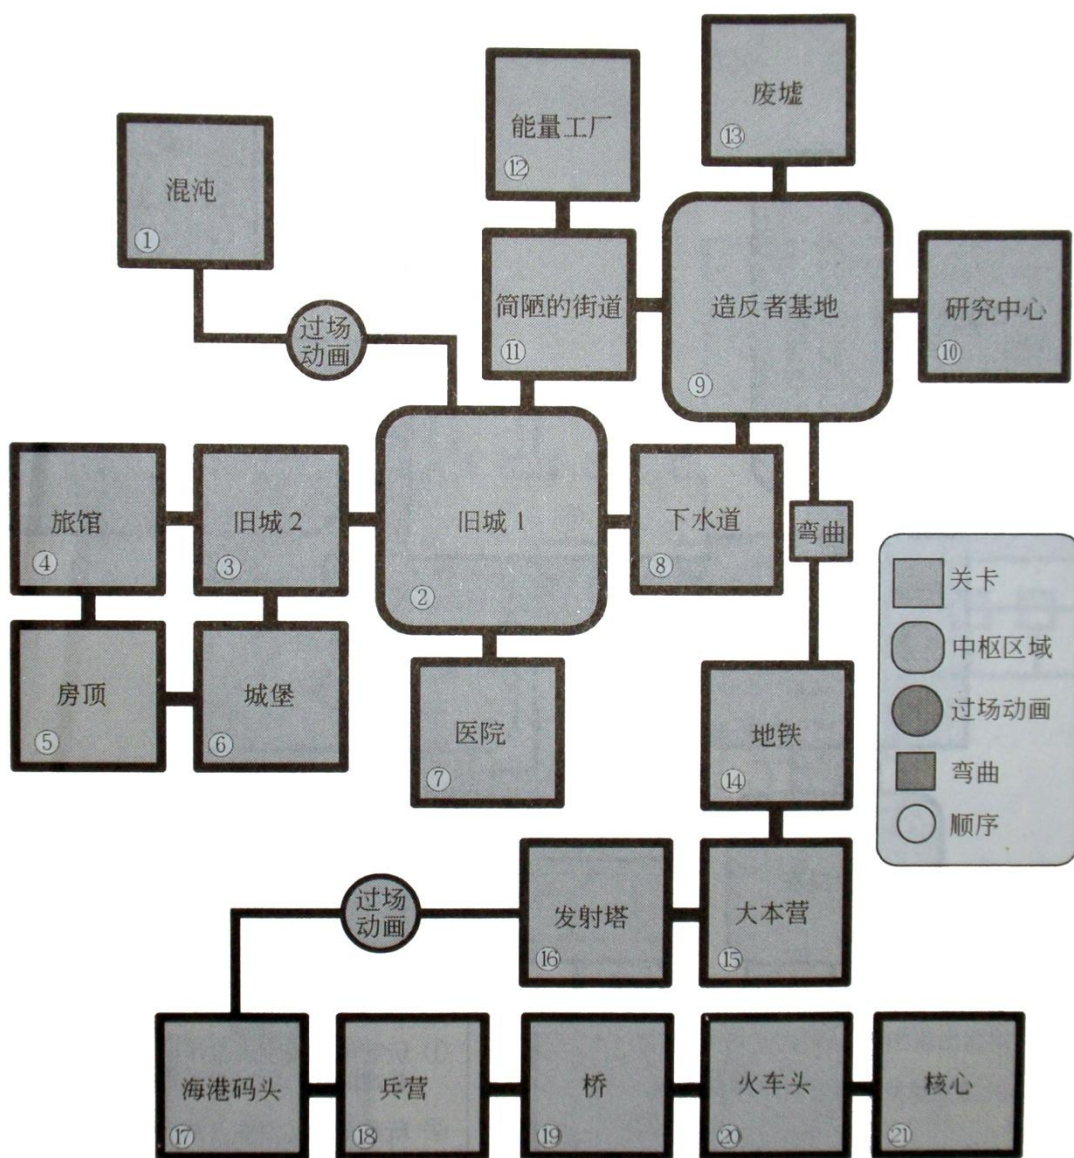 废墟
⑬
能量工厂
⑫
混沌
①
简陋的街道
⑪
造反者基地
⑨
研究中心
⑩
过场
动画
旅馆
④
旧城2
③
旧城1
②
下水道
⑧
弯曲
房顶
⑤
城堡
⑥
医院
⑦
地铁
⑭
关卡
中枢区域
过场动画
弯曲
顺序
过场
动画
发射塔
⑯
大本营
⑮
海港码头
⑰
兵营
⑱
桥
⑲
火车头
⑳
核心
㉑